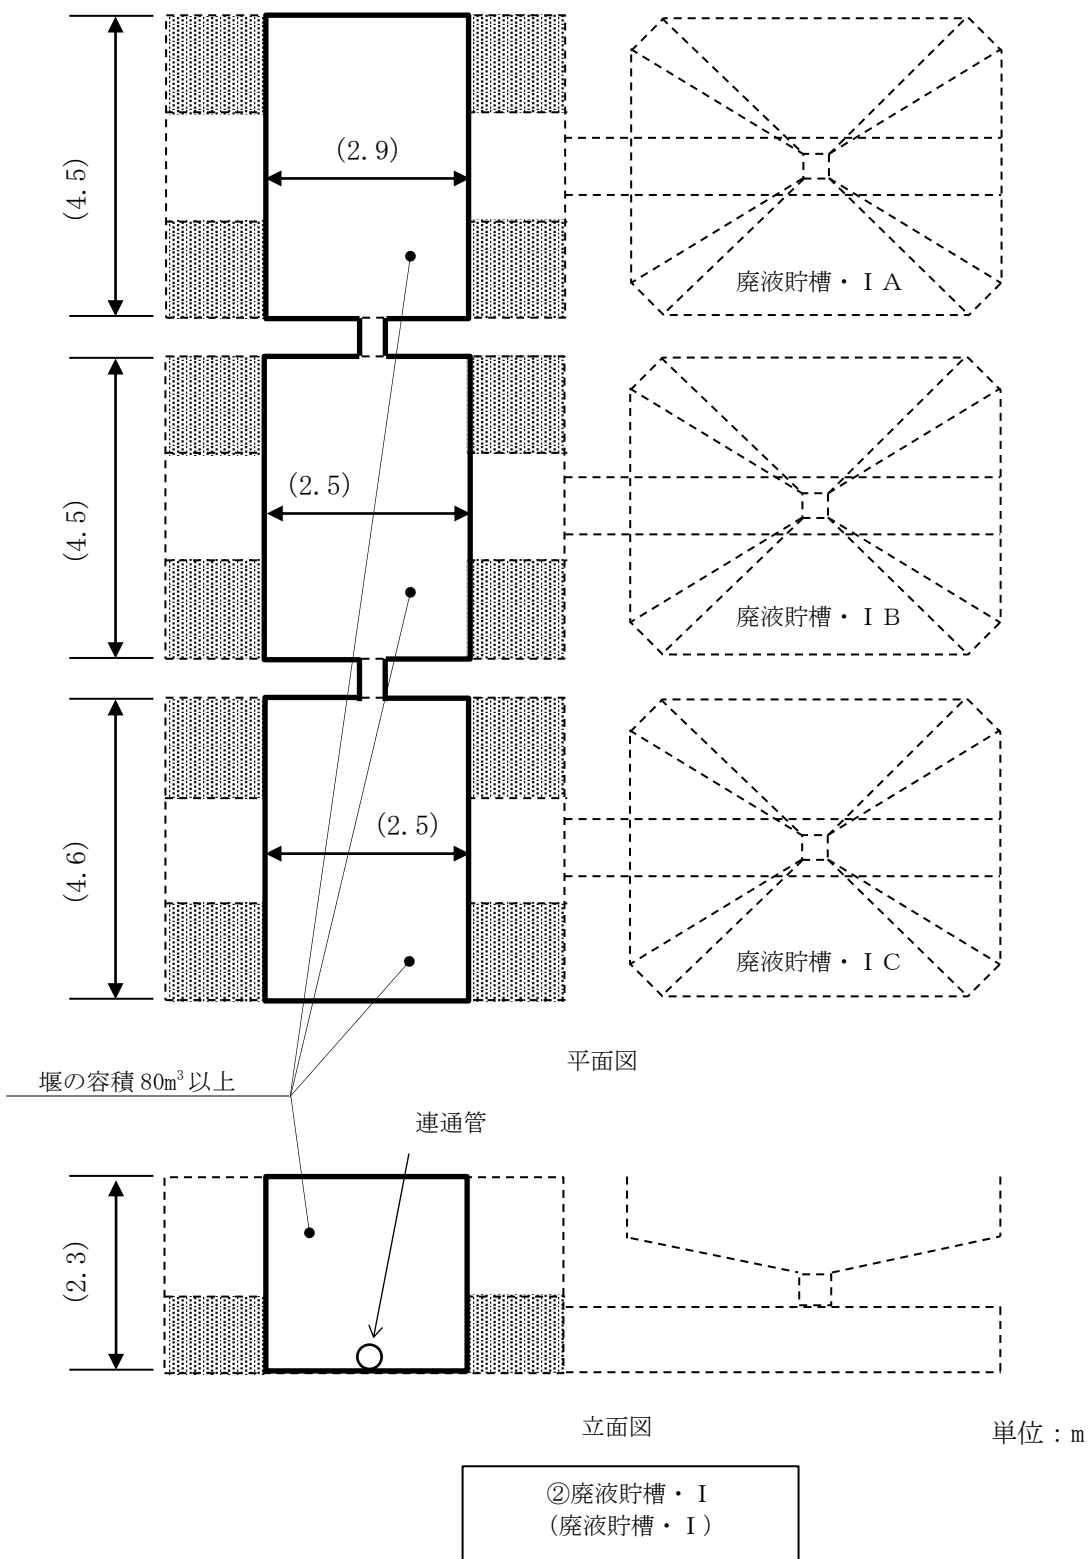 (4.5)
(2.9)
廃液貯槽・ＩＡ
(4.5)
(2.5)
廃液貯槽・ＩＢ
(4.6)
(2.5)
廃液貯槽・ＩＣ
平面図
堰の容積 80m³以上
連通管
(2.3)
立面図
単位：m
②廃液貯槽・Ｉ
(廃液貯槽・Ｉ)